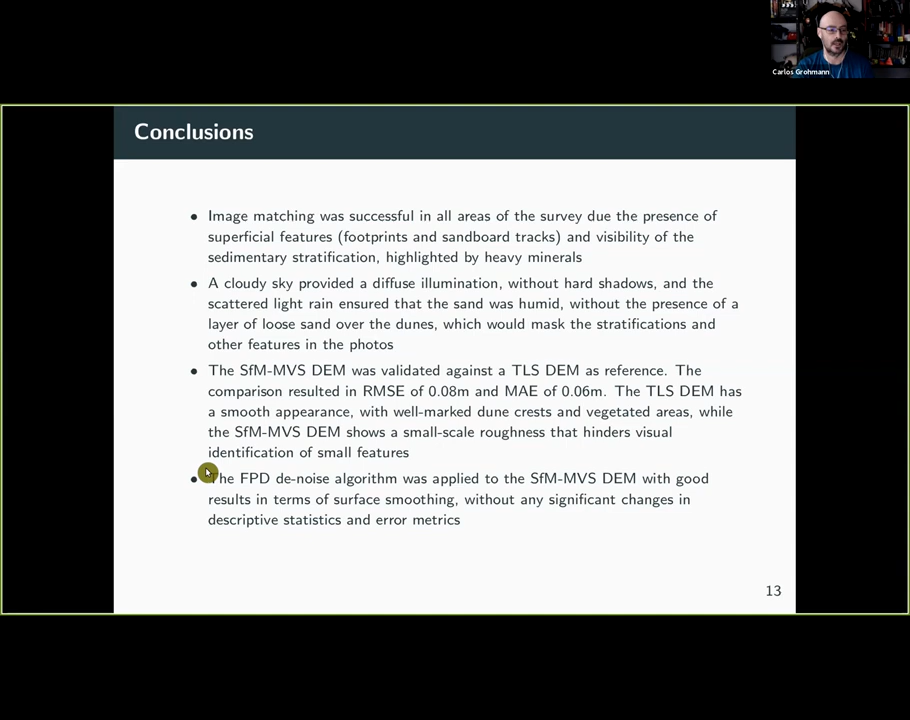 Carlos Grohmann
Conclusions
• Image matching was successful in all areas of the survey due the presence of
superficial features (footprints and sandboard tracks) and visibility of the
sedimentary stratification, highlighted by heavy minerals
• A cloudy sky provided a diffuse illumination, without hard shadows, and the
scattered light rain ensured that the sand was humid, without the presence of a
layer of loose sand over the dunes, which would mask the stratifications and
other features in the photos
• The SfM-MVS DEM was validated against a TLS DEM as reference. The
comparison resulted in RMSE of 0.08m and MAE of 0.06m. The TLS DEM has
a smooth appearance, with well-marked dune crests and vegetated areas, while
the SfM-MVS DEM shows a small-scale roughness that hinders visual
identification of small features
• The FPD de-noise algorithm was applied to the SfM-MVS DEM with good
results in terms of surface smoothing, without any significant changes in
descriptive statistics and error metrics
13